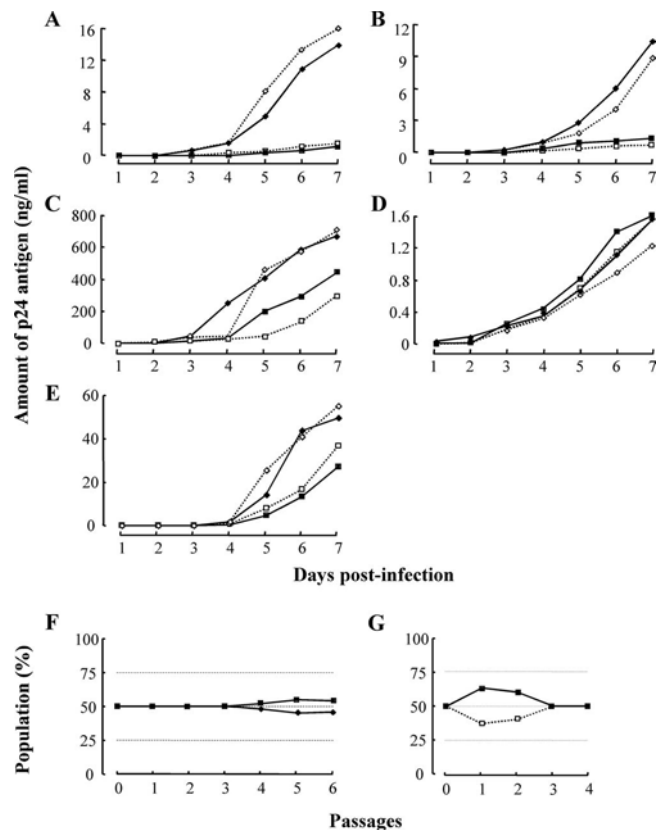 A
B
16
12
8
4
0
1 2 3 4 5 6 7
12
9
6
3
0
1 2 3 4 5 6 7
C
D
800
600
400
200
0
1 2 3 4 5 6 7
1.6
1.2
0.8
0.4
0
1 2 3 4 5 6 7
E
60
40
20
0
1 2 3 4 5 6 7
Amount of p24 antigen (ng/ml)
Days post-infection
F
G
100
75
50
25
0
0 1 2 3 4 5 6
100
75
50
25
0
0 1 2 3 4
Population (%)
Passages